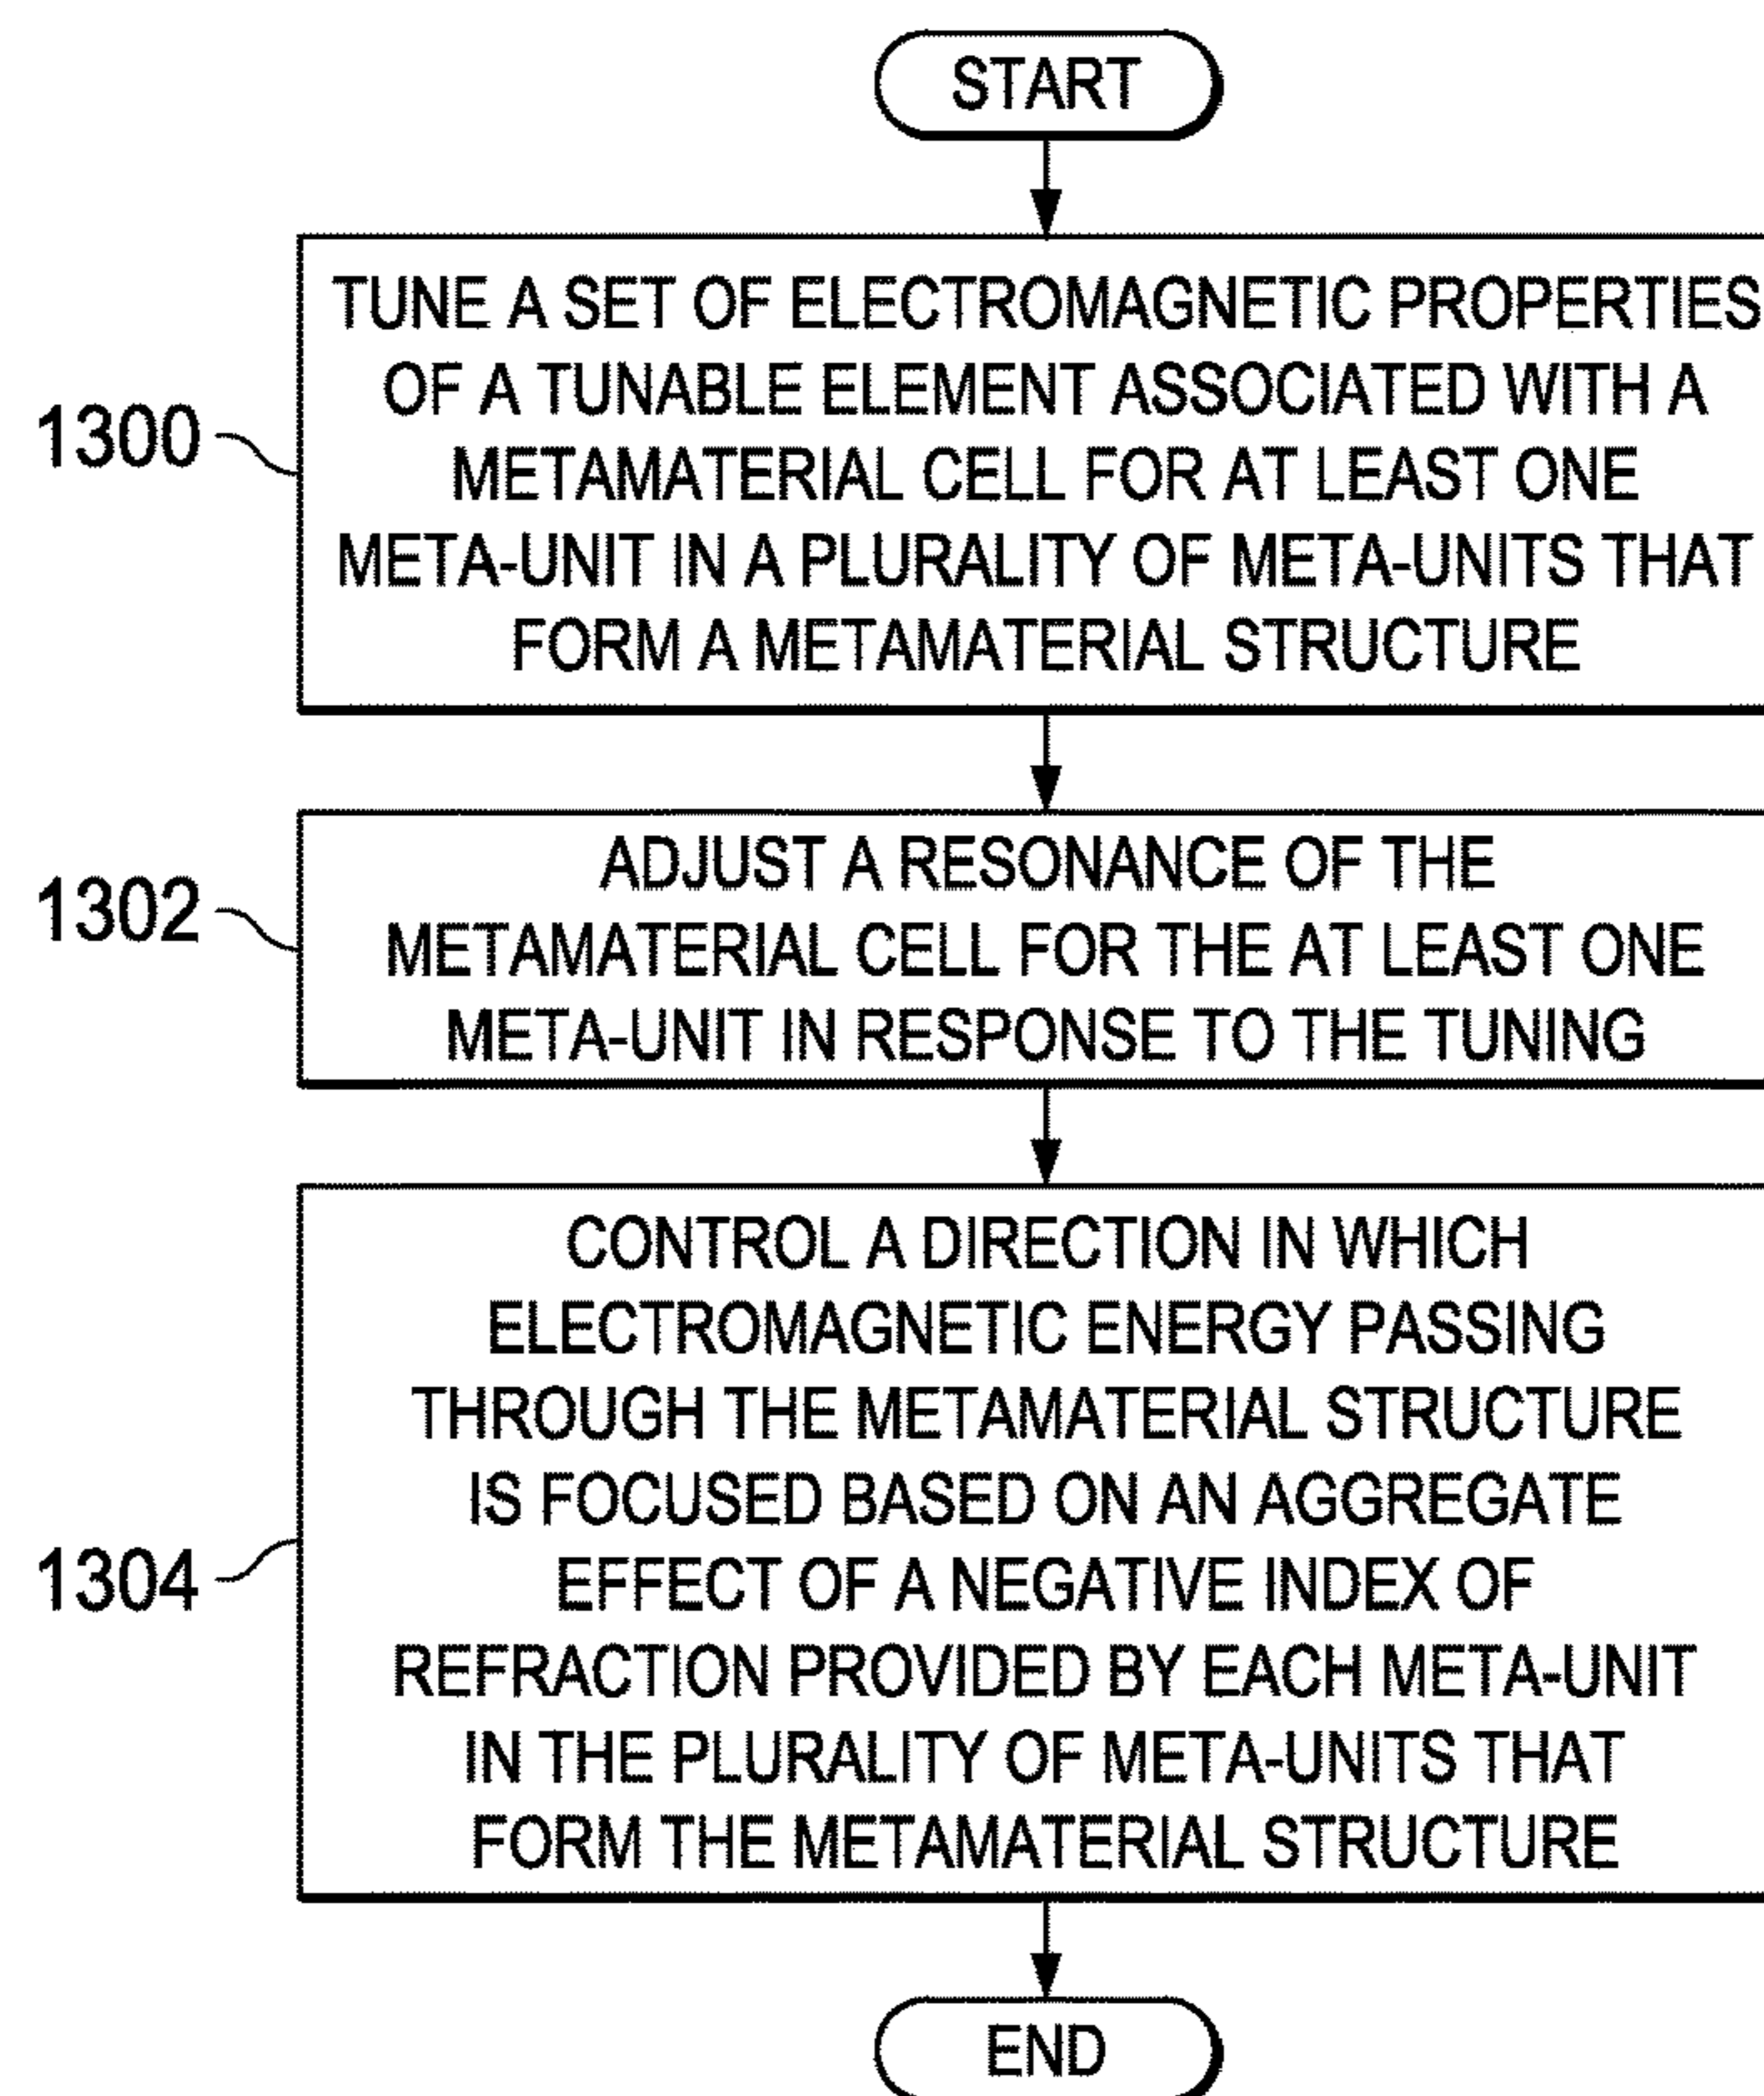 START
TUNE A SET OF ELECTROMAGNETIC PROPERTIES
OF A TUNABLE ELEMENT ASSOCIATED WITH A
METAMATERIAL CELL FOR AT LEAST ONE
META-UNIT IN A PLURALITY OF META-UNITS THAT
FORM A METAMATERIAL STRUCTURE
1300
ADJUST A RESONANCE OF THE
METAMATERIAL CELL FOR THE AT LEAST ONE
META-UNIT IN RESPONSE TO THE TUNING
1302
CONTROL A DIRECTION IN WHICH
ELECTROMAGNETIC ENERGY PASSING
THROUGH THE METAMATERIAL STRUCTURE
IS FOCUSED BASED ON AN AGGREGATE
EFFECT OF A NEGATIVE INDEX OF
REFRACTION PROVIDED BY EACH META-UNIT
IN THE PLURALITY OF META-UNITS THAT
FORM THE METAMATERIAL STRUCTURE
1304
END